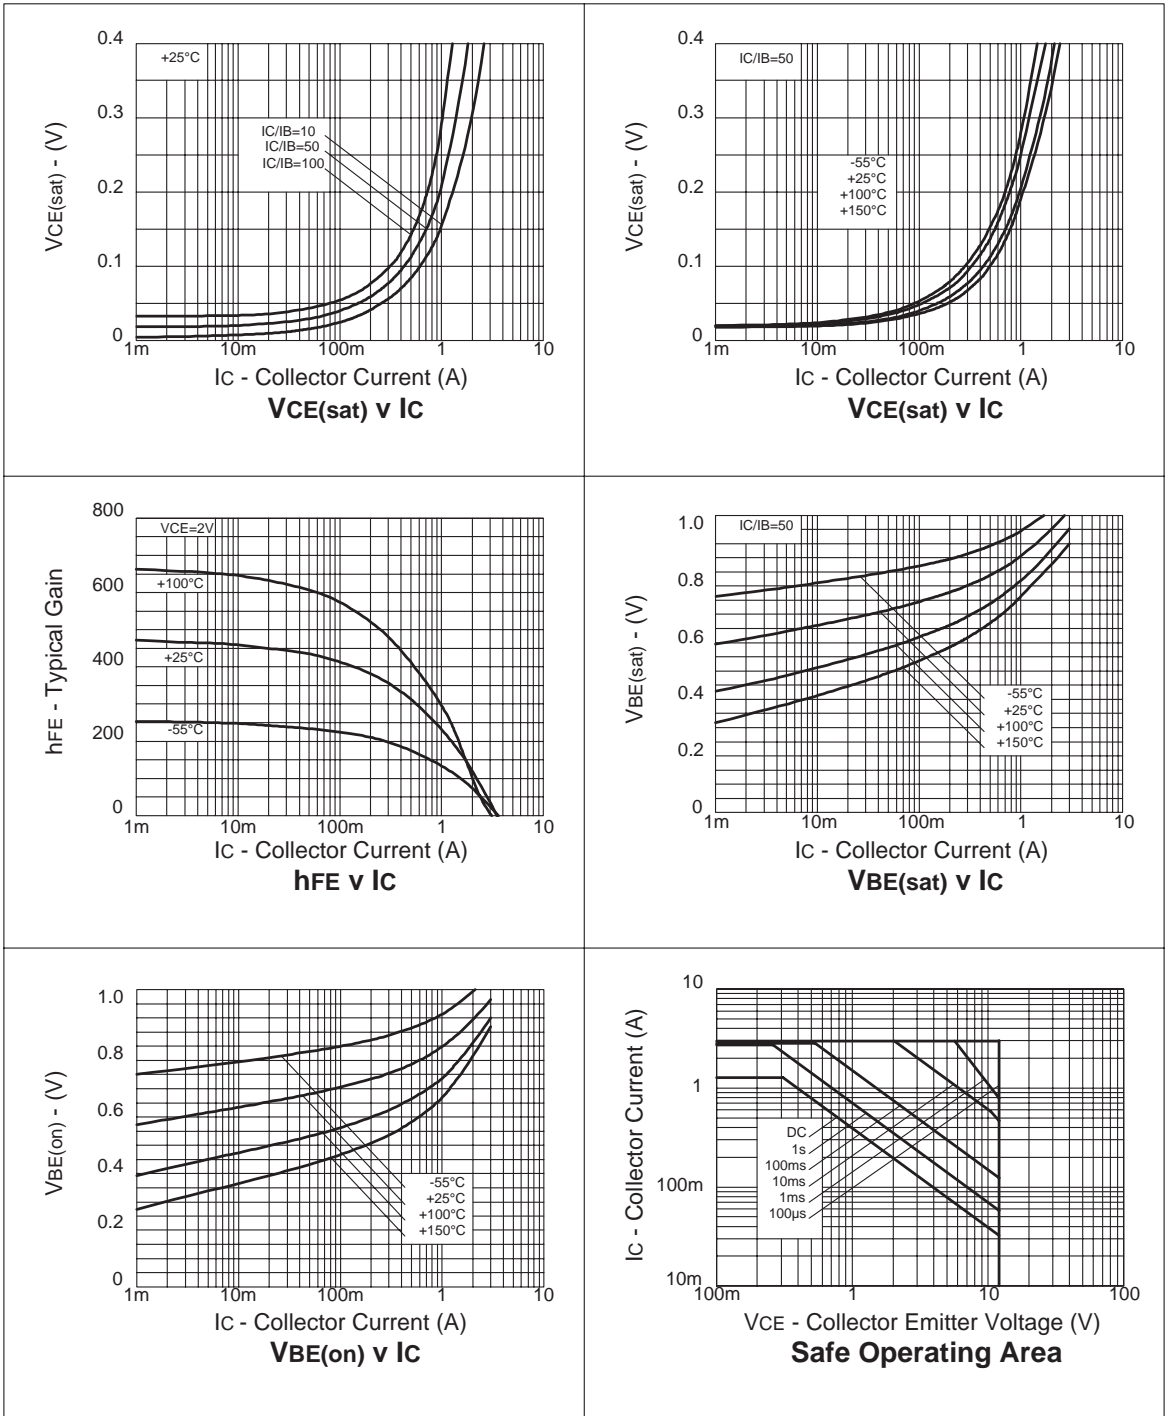 0.4
+25°C
0.3
IC/IB=10
IC/IB=50
IC/IB=100
0.2
0.1
0
VCE(sat) - (V)
1m 10m 100m 1 10
IC - Collector Current (A)
VCE(sat) v IC
0.4
IC/IB=50
0.3
-55°C
+25°C
+100°C
+150°C
0.2
0.1
0
VCE(sat) - (V)
1m 10m 100m 1 10
IC - Collector Current (A)
VCE(sat) v IC
800
VCE=2V
600
+100°C
400
+25°C
200
-55°C
0
hFE - Typical Gain
1m 10m 100m 1 10
IC - Collector Current (A)
hFE v IC
1.0
IC/IB=50
0.8
0.6
0.4
-55°C
+25°C
+100°C
+150°C
0.2
0
VBE(sat) - (V)
1m 10m 100m 1 10
IC - Collector Current (A)
VBE(sat) v IC
1.0
0.8
0.6
0.4
-55°C
+25°C
+100°C
+150°C
0.2
0
VBE(on) - (V)
1m 10m 100m 1 10
IC - Collector Current (A)
VBE(on) v IC
10
1
DC
1s
100ms
10ms
1ms
100µs
100m
10m
IC - Collector Current (A)
100m 1 10 100
VCE - Collector Emitter Voltage (V)
Safe Operating Area